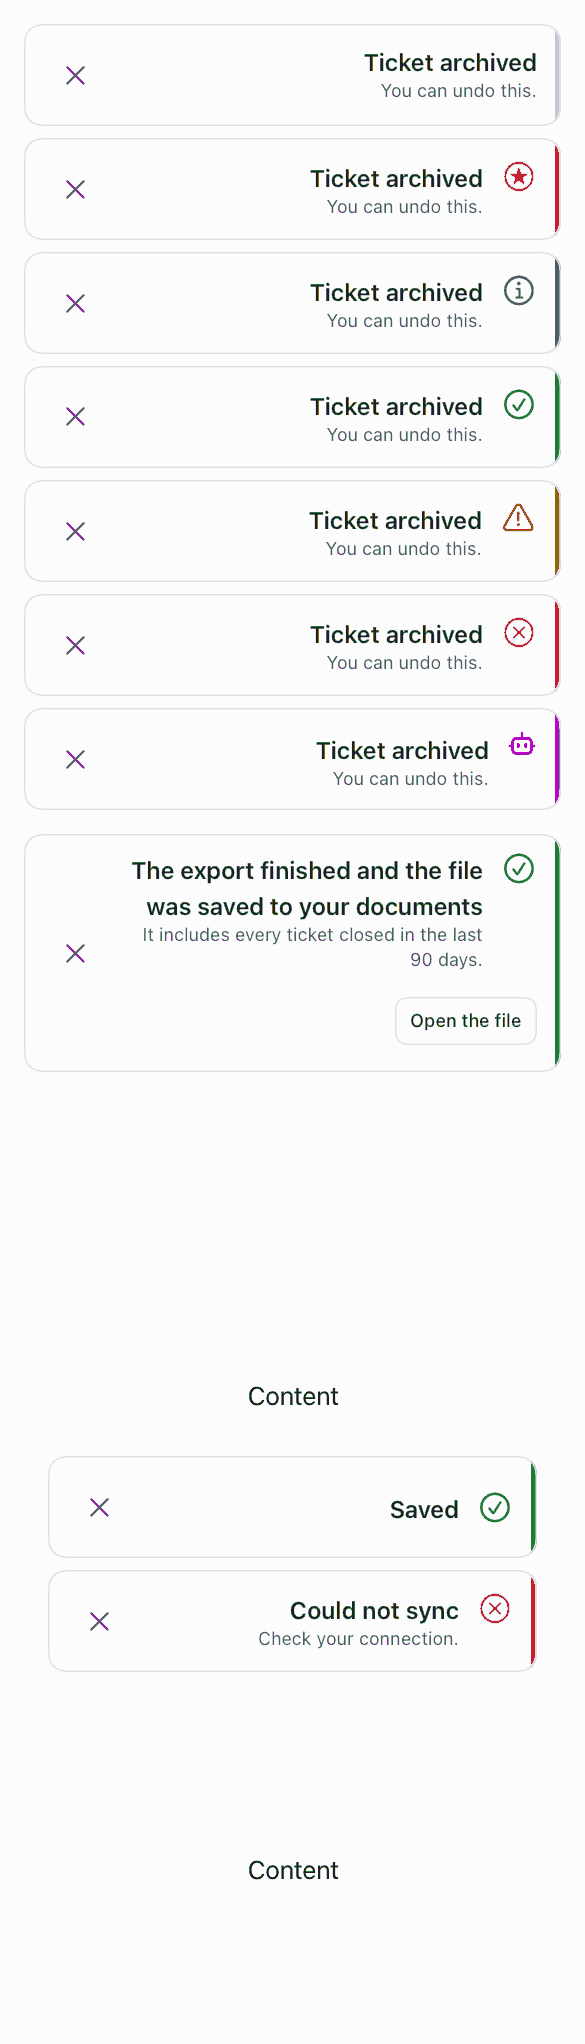 Ticket archived
You can undo this.
Ticket archived
You can undo this.
Ticket archived
You can undo this.
Ticket archived
You can undo this.
Ticket archived
You can undo this.
Ticket archived
You can undo this.
Ticket archived
You can undo this.
The export finished and the file
was saved to your documents
It includes every ticket closed in the last
90 days.
Open the file
Content
Saved
Could not sync
Check your connection.
Content